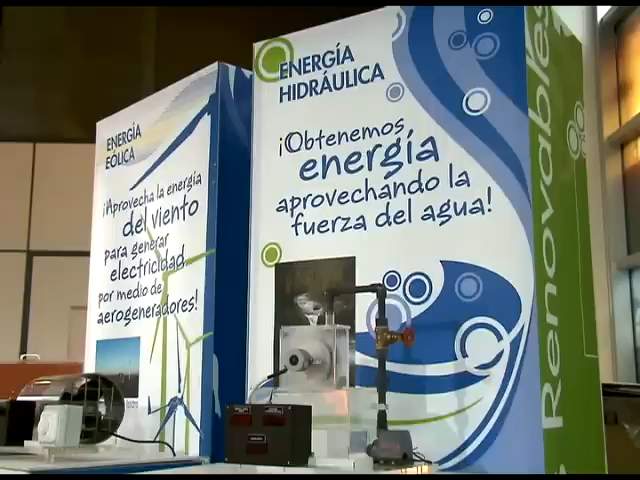 ENERGÍA
EÓLICA
¡Aprovecha la energía
del viento
para generar
electricidad
por medio de
aerogeneradores!
ENERGÍA
HIDRÁULICA
¡Obtenemos
energía
aprovechando la
fuerza del agua!
Renovables